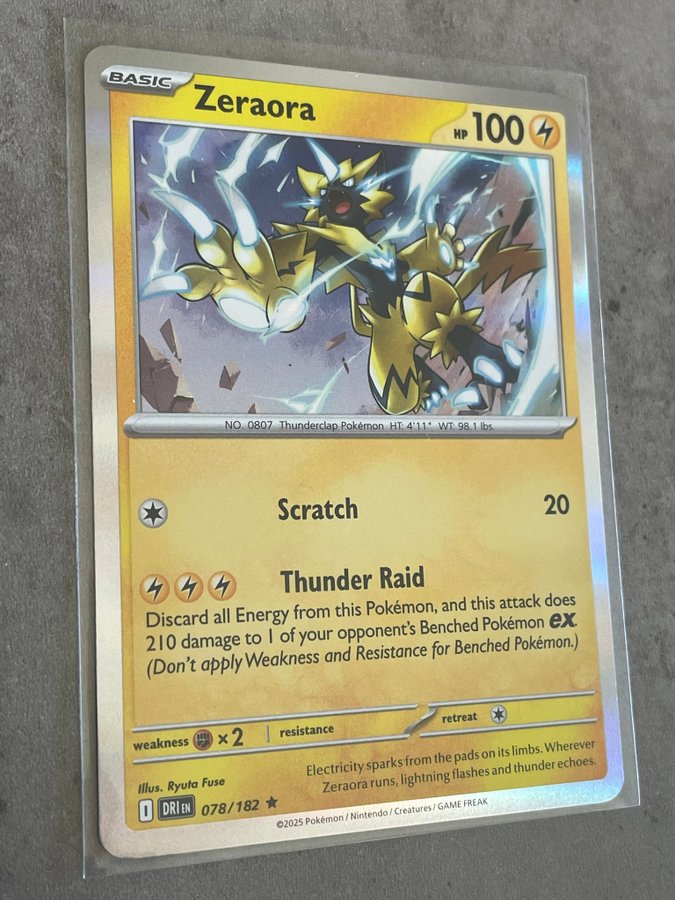 BASIC
Zeraora
HP 100
NO. 0807 Thunderclap Pokémon HT: 4'11" WT: 98.1 lbs.
Scratch 20
Thunder Raid
Discard all Energy from this Pokémon, and this attack does
210 damage to 1 of your opponent's Benched Pokémon ex.
(Don't apply Weakness and Resistance for Benched Pokémon.)
weakness ×2 resistance retreat
Electricity sparks from the pads on its limbs. Wherever
Zeraora runs, lightning flashes and thunder echoes.
Illus. Ryuta Fuse
I DRI EN 078/182 ★
©2025 Pokémon / Nintendo / Creatures / GAME FREAK